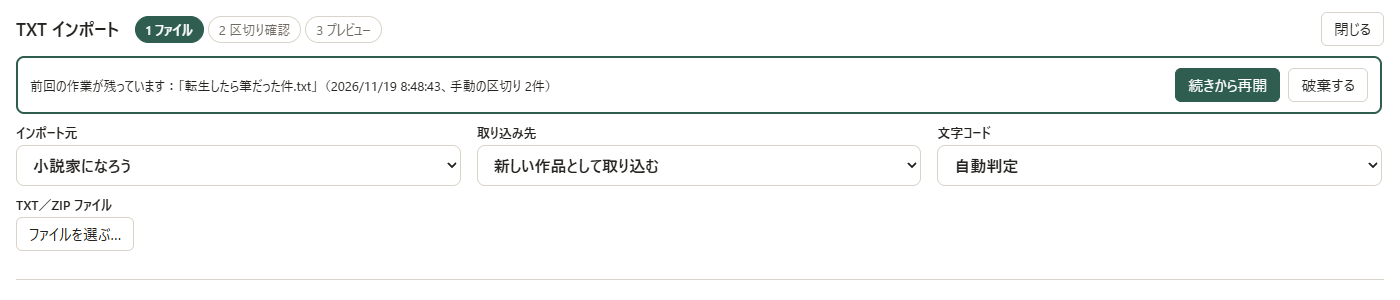 TXT インポート 1 ファイル 2 区切り確認 3 プレビュー 閉じる
前回の作業が残っています:「転生したら筆だった件.txt」(2026/11/19 8:48:43、手動の区切り 2件) 続きから再開 破棄する
インポート元 取り込み先 文字コード
小説家になろう 新しい作品として取り込む 自動判定
TXT/ZIP ファイル
ファイルを選ぶ...